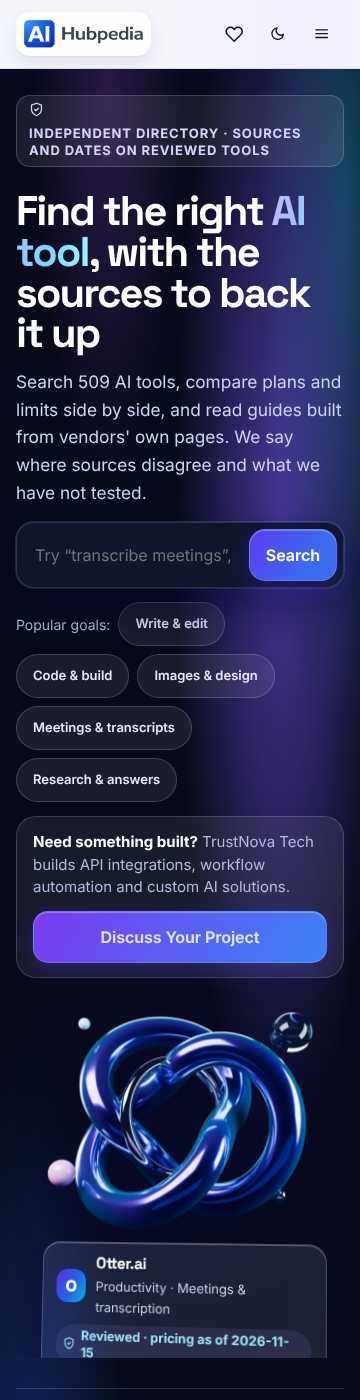 AI Hubpedia
INDEPENDENT DIRECTORY · SOURCES
AND DATES ON REVIEWED TOOLS
Find the right AI
tool, with the
sources to back
it up
Search 509 AI tools, compare plans and
limits side by side, and read guides built
from vendors' own pages. We say
where sources disagree and what we
have not tested.
Try “transcribe meetings”,
Search
Popular goals:
Write & edit
Code & build
Images & design
Meetings & transcripts
Research & answers
Need something built? TrustNova Tech
builds API integrations, workflow
automation and custom AI solutions.
Discuss Your Project
O
Otter.ai
Productivity · Meetings &
transcription
Reviewed · pricing as of 2026-11-
15